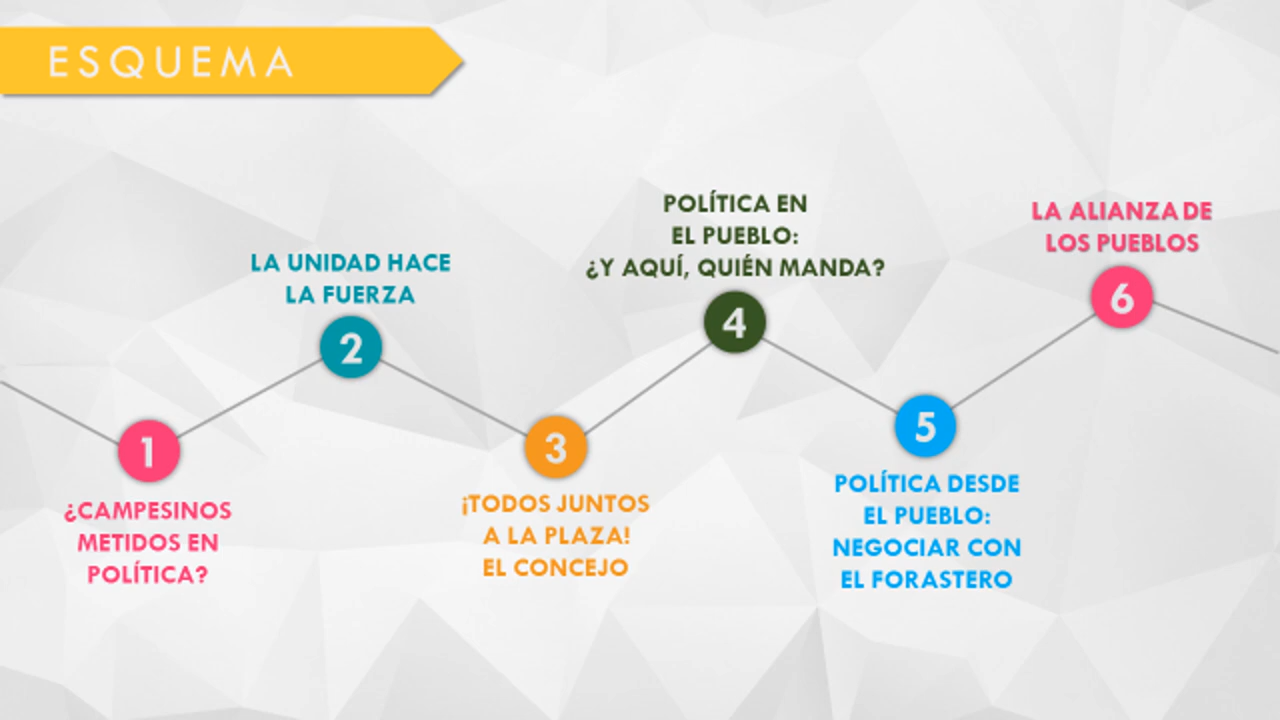 ESQUEMA
1
¿CAMPESINOS
METIDOS EN
POLÍTICA?
LA UNIDAD HACE
LA FUERZA
2
3
¡TODOS JUNTOS
A LA PLAZA!
EL CONCEJO
POLÍTICA EN
EL PUEBLO:
¿Y AQUÍ, QUIÉN MANDA?
4
5
POLÍTICA DESDE
EL PUEBLO:
NEGOCIAR CON
EL FORASTERO
LA ALIANZA DE
LOS PUEBLOS
6